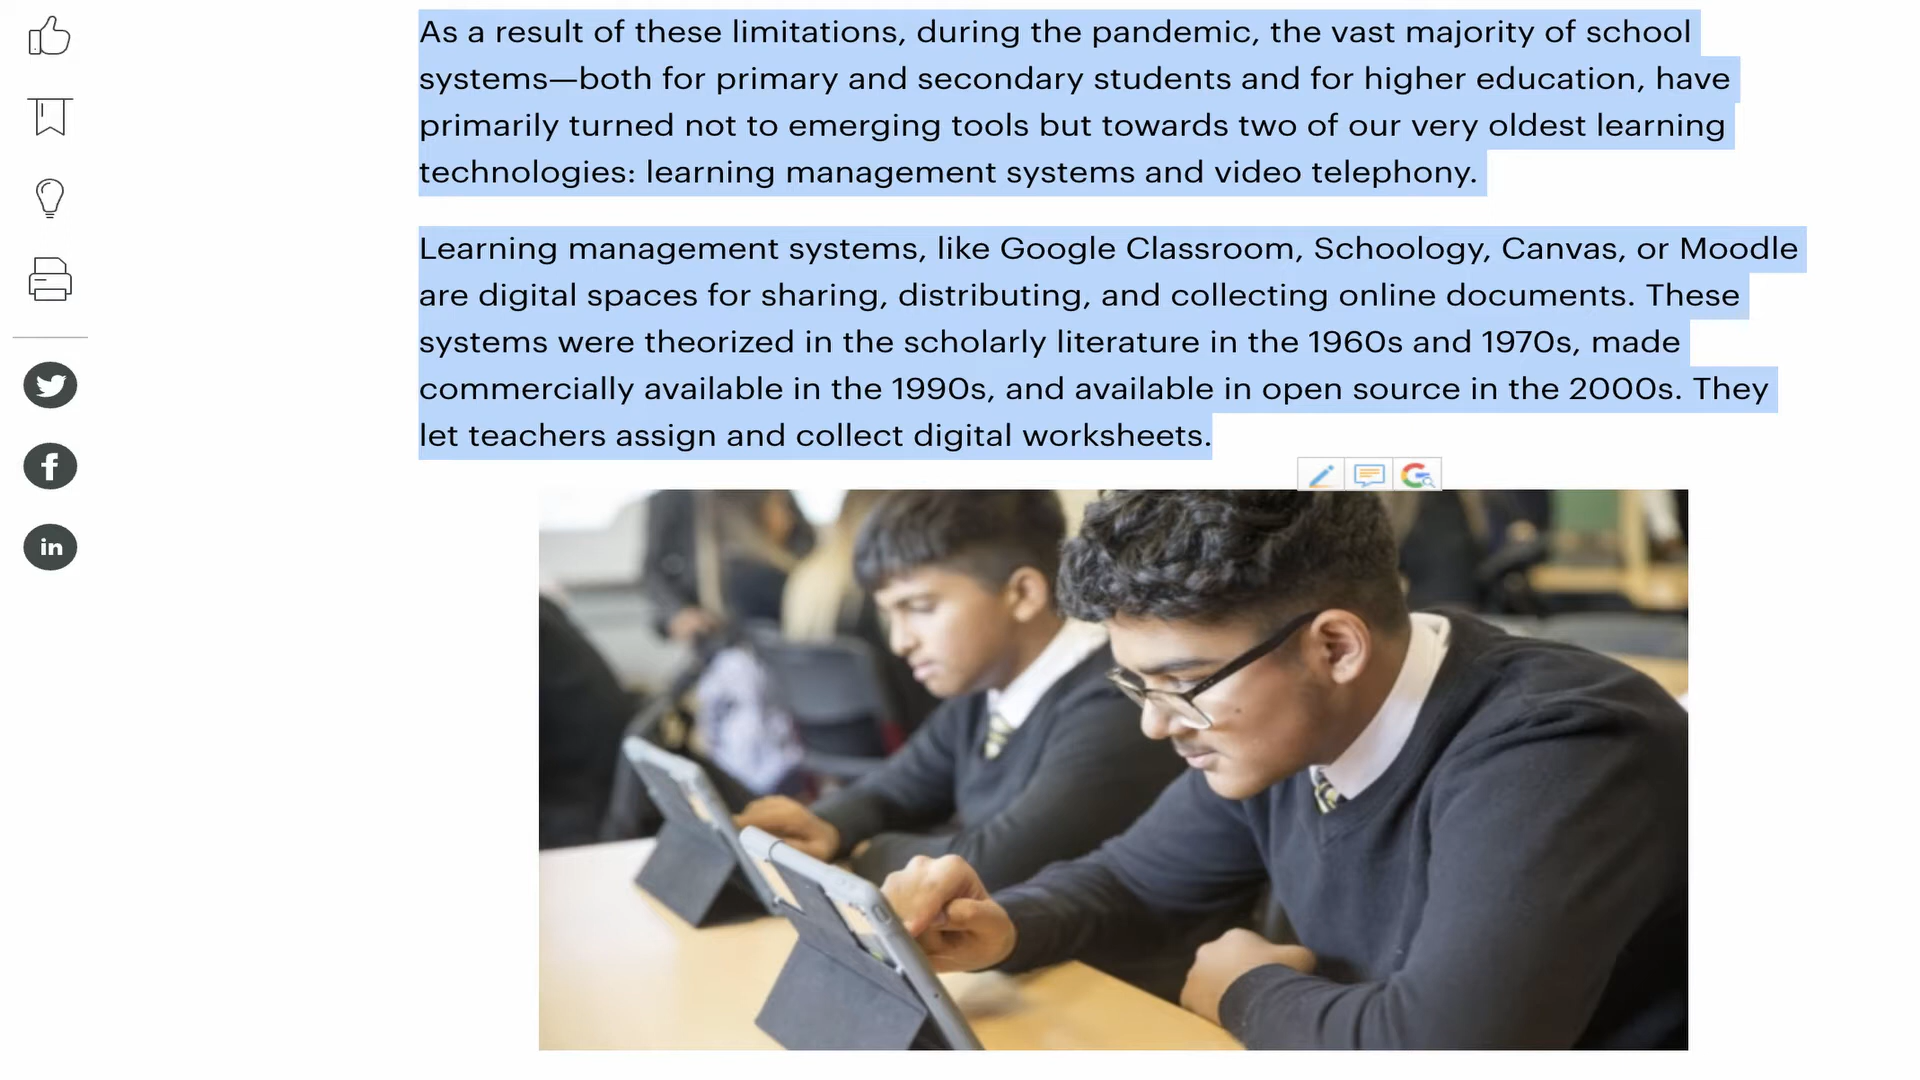 As a result of these limitations, during the pandemic, the vast majority of school
systems—both for primary and secondary students and for higher education, have
primarily turned not to emerging tools but towards two of our very oldest learning
technologies: learning management systems and video telephony.
Learning management systems, like Google Classroom, Schoology, Canvas, or Moodle
are digital spaces for sharing, distributing, and collecting online documents. These
systems were theorized in the scholarly literature in the 1960s and 1970s, made
commercially available in the 1990s, and available in open source in the 2000s. They
let teachers assign and collect digital worksheets.